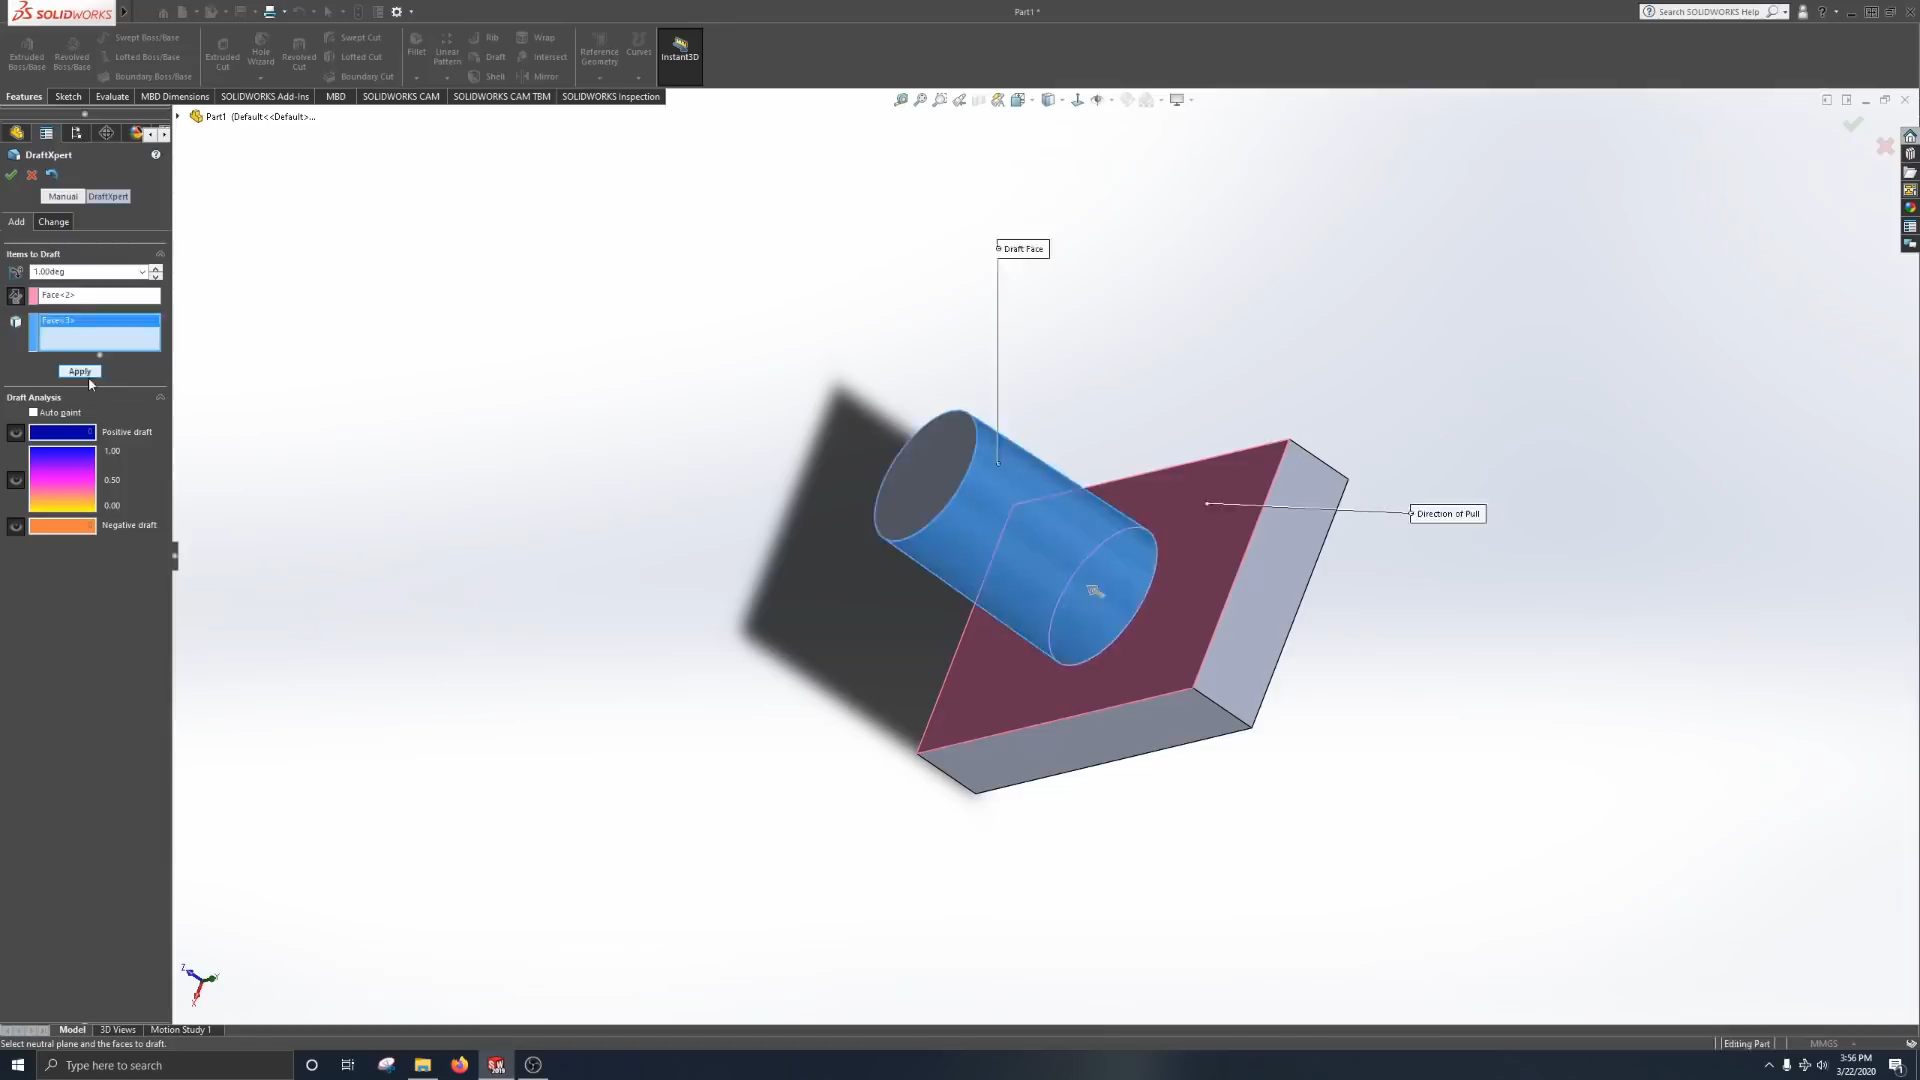 SOLIDWORKS
Part1 *
Search SOLIDWORKS Help
Extruded Boss/Base
Revolved Boss/Base
Swept Boss/Base
Lofted Boss/Base
Boundary Boss/Base
Extruded Cut
Hole Wizard
Revolved Cut
Swept Cut
Lofted Cut
Boundary Cut
Fillet
Linear Pattern
Rib
Draft
Shell
Wrap
Intersect
Mirror
Reference Geometry
Curves
Instant3D
Features Sketch Evaluate MBD Dimensions SOLIDWORKS Add-Ins MBD SOLIDWORKS CAM SOLIDWORKS CAM TBM SOLIDWORKS Inspection
Part1 (Default<<Default>...
DraftXpert
Manual DraftXpert
Add Change
Items to Draft
1.00deg
Face<2>
Face<3>
Apply
Draft Analysis
Auto paint
0 Positive draft
1.00
0.50
0.00
0 Negative draft
Draft Face
Direction of Pull
Z
Y
X
Model 3D Views Motion Study 1
Select neutral plane and the faces to draft.
Editing Part MMGS
Type here to search
SW 2019
3:56 PM
3/22/2020